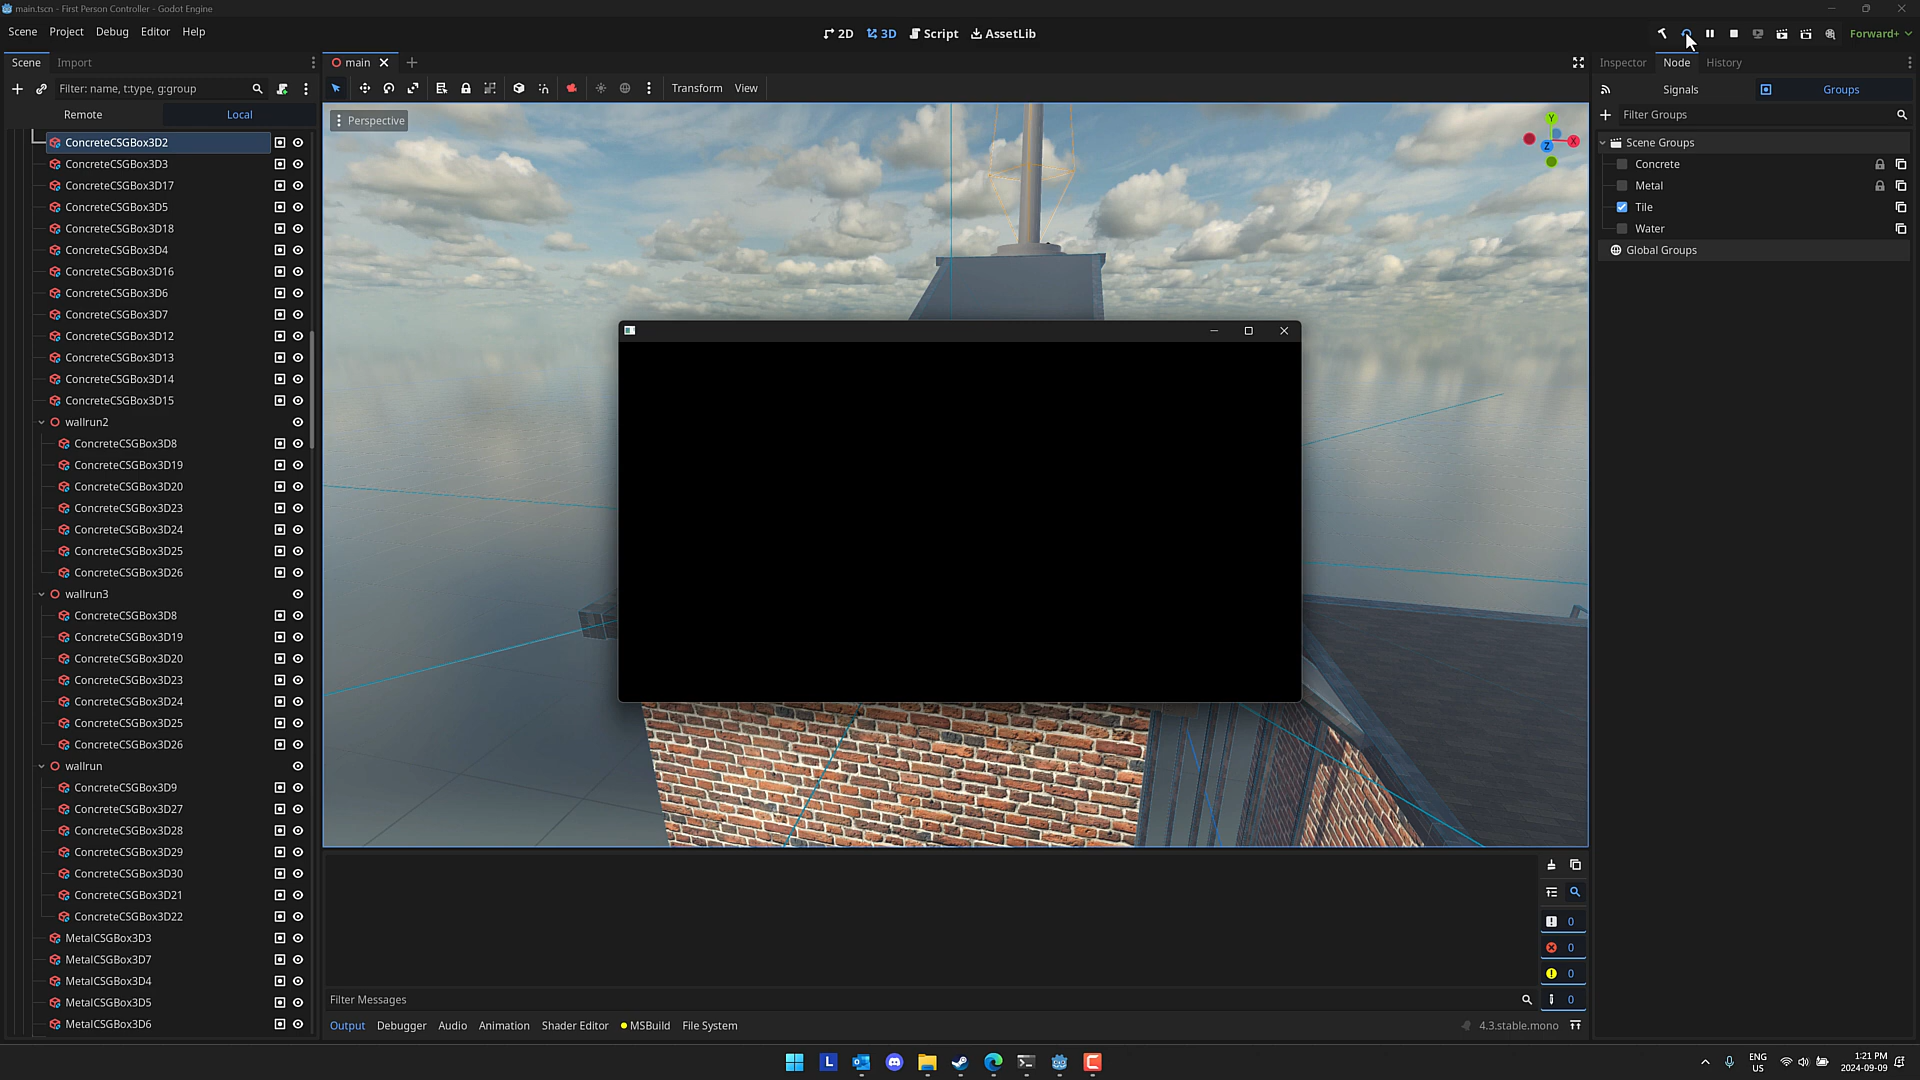 main.tscn - First Person Controller - Godot Engine
Scene Project Debug Editor Help
2D 3D Script AssetLib
Forward+
Scene Import
main
Inspector Node History
Filter: name, t:type, g:group
Transform View
Signals Groups
Remote Local
Perspective
Filter Groups
Y
X
Z
Scene Groups
Concrete
Metal
Tile
Water
Global Groups
ConcreteCSGBox3D2
ConcreteCSGBox3D3
ConcreteCSGBox3D17
ConcreteCSGBox3D5
ConcreteCSGBox3D18
ConcreteCSGBox3D4
ConcreteCSGBox3D16
ConcreteCSGBox3D6
ConcreteCSGBox3D7
ConcreteCSGBox3D12
ConcreteCSGBox3D13
ConcreteCSGBox3D14
ConcreteCSGBox3D15
wallrun2
ConcreteCSGBox3D8
ConcreteCSGBox3D19
ConcreteCSGBox3D20
ConcreteCSGBox3D23
ConcreteCSGBox3D24
ConcreteCSGBox3D25
ConcreteCSGBox3D26
wallrun3
ConcreteCSGBox3D8
ConcreteCSGBox3D19
ConcreteCSGBox3D20
ConcreteCSGBox3D23
ConcreteCSGBox3D24
ConcreteCSGBox3D25
ConcreteCSGBox3D26
wallrun
ConcreteCSGBox3D9
ConcreteCSGBox3D27
ConcreteCSGBox3D28
ConcreteCSGBox3D29
ConcreteCSGBox3D30
ConcreteCSGBox3D21
ConcreteCSGBox3D22
MetalCSGBox3D3
MetalCSGBox3D7
MetalCSGBox3D4
MetalCSGBox3D5
MetalCSGBox3D6
0
0
0
0
Filter Messages
Output Debugger Audio Animation Shader Editor MSBuild File System
4.3.stable.mono
L
ENG
US
1:21 PM
2024-09-09